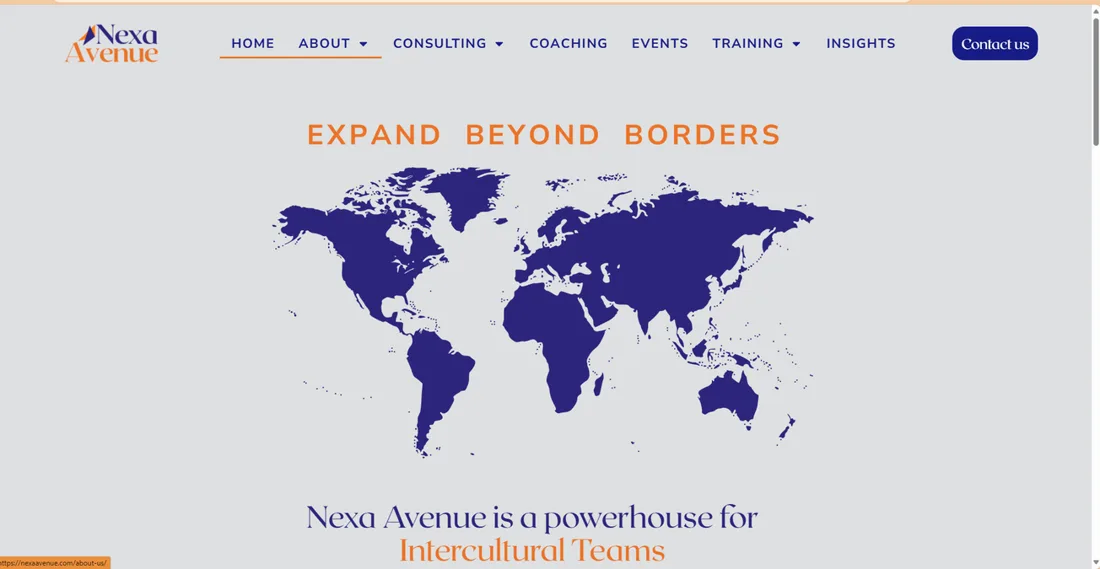 Nexa
Avenue
HOME ABOUT CONSULTING COACHING EVENTS TRAINING INSIGHTS
Contact us
EXPAND BEYOND BORDERS
Nexa Avenue is a powerhouse for
Intercultural Teams
https://nexaavenue.com/about-us/